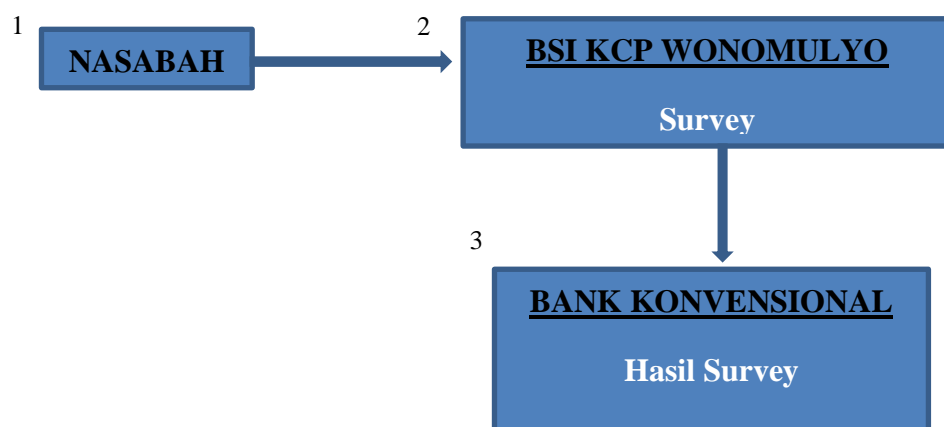 1
NASABAH
2
BSI KCP WONOMULYO
Survey
3
BANK KONVENSIONAL
Hasil Survey